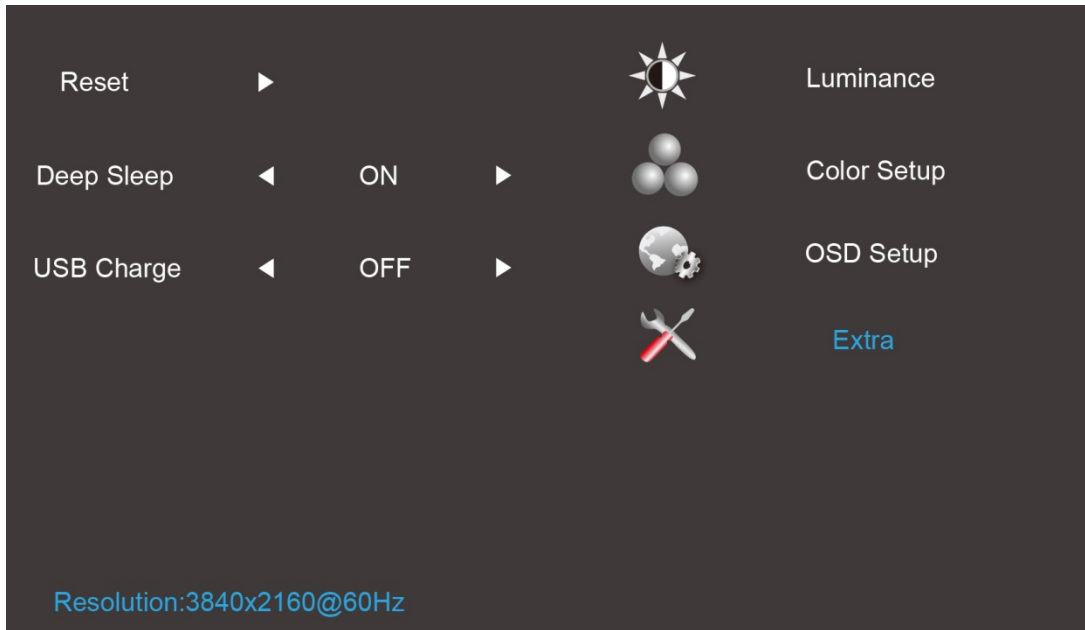 Reset
Luminance
Deep Sleep ON
Color Setup
USB Charge OFF
OSD Setup
Extra
Resolution:3840x2160@60Hz